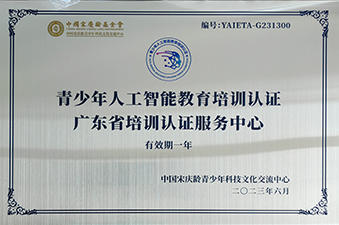 中国宋庆龄基金会
编号:YAIETA-G231300
青少年人工智能教育培训认证
广东省培训认证服务中心
有效期一年
中国宋庆龄青少年科技文化交流中心
二〇二三年六月